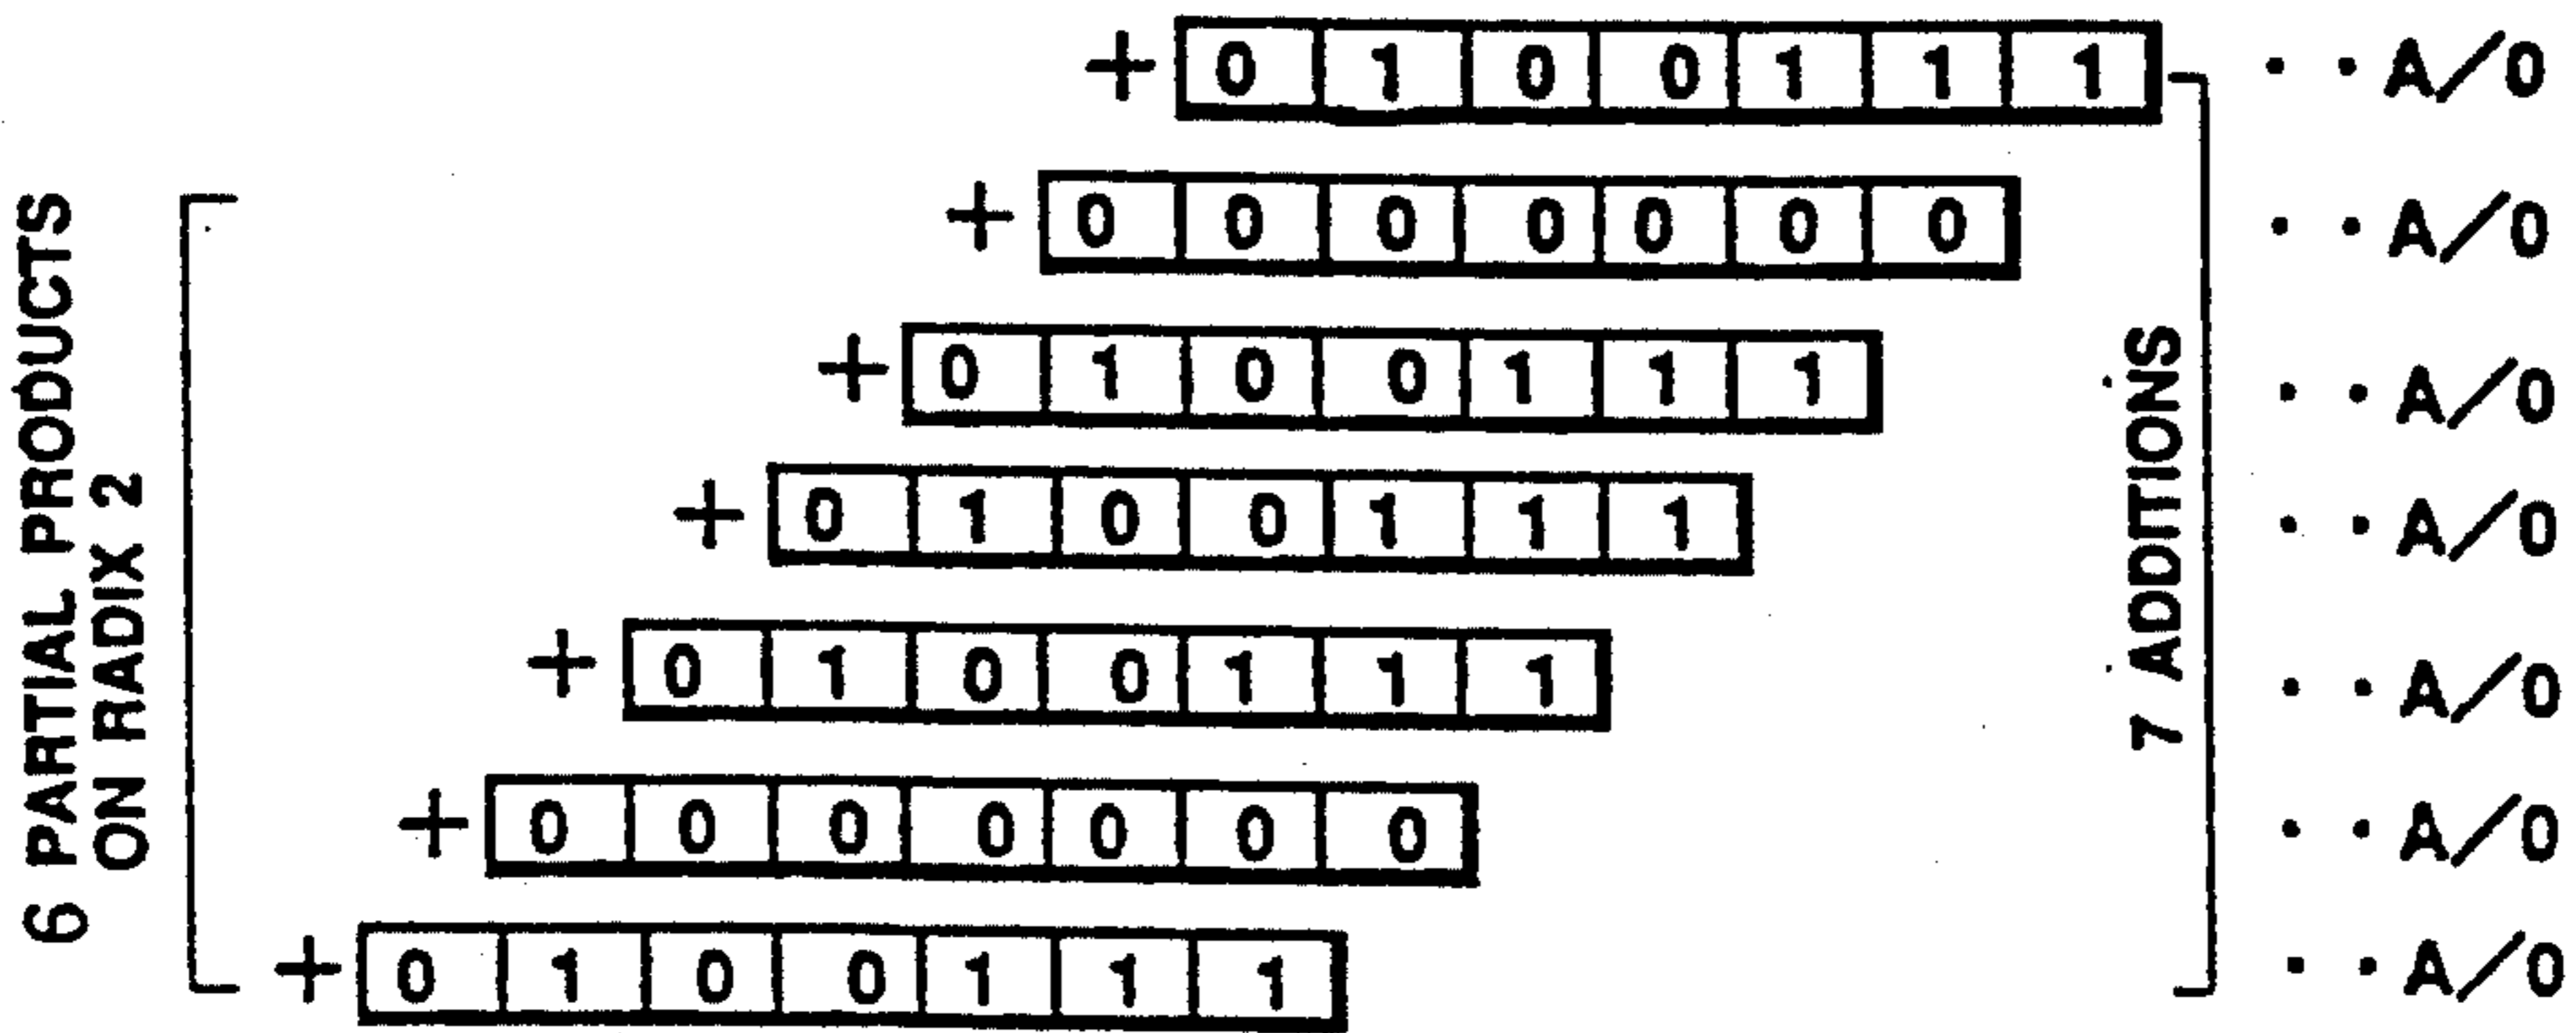 + 0 1 0 0 1 1 1 · · A/0
+ 0 0 0 0 0 0 0 · · A/0
+ 0 1 0 0 1 1 1 · · A/0
+ 0 1 0 0 1 1 1 · · A/0
+ 0 1 0 0 1 1 1 · · A/0
+ 0 0 0 0 0 0 0 · · A/0
+ 0 1 0 0 1 1 1 · · A/0
6 PARTIAL PRODUCTS
ON RADIX 2
7 ADDITIONS